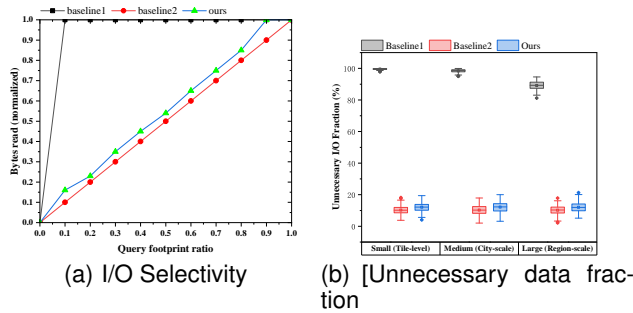 baseline1 baseline2 ours
1.0
0.9
0.8
0.7
0.6
0.5
0.4
0.3
0.2
0.1
0.0
Bytes read (normalized)
0.0 0.1 0.2 0.3 0.4 0.5 0.6 0.7 0.8 0.9 1.0
Query footprint ratio
(a) I/O Selectivity
Baseline1 Baseline2 Ours
100
80
60
40
20
0
Unnecessary I/O Fraction (%)
Small (Tile-level) Medium (City-scale) Large (Region-scale)
(b) [Unnecessary data frac-
tion